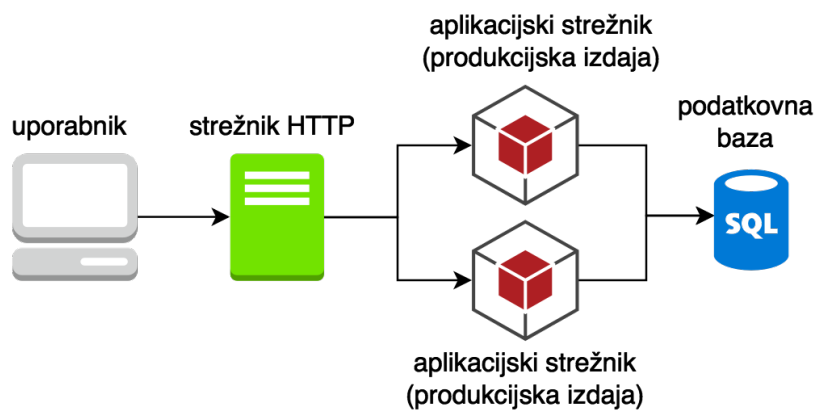 uporabnik
strežnik HTTP
aplikacijski strežnik
(produkcijska izdaja)
podatkovna
baza
SQL
aplikacijski strežnik
(produkcijska izdaja)